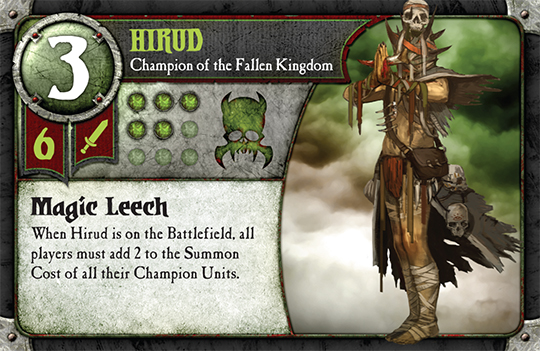 3
HIRUD
Champion of the Fallen Kingdom
6
Magic Leech
When Hirud is on the Battlefield, all
players must add 2 to the Summon
Cost of all their Champion Units.